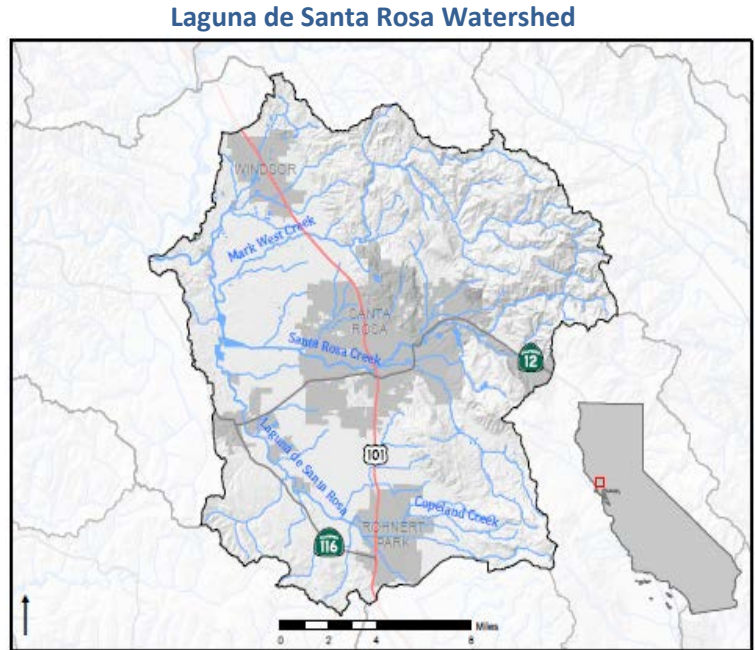 Laguna de Santa Rosa Watershed
WINDSOR
Mark West Creek
SANTA
ROSA
Santa Rosa Creek
12
Laguna de Santa Rosa
101
Copeland Creek
ROHNERT
PARK
116
0 2 4 8 Miles